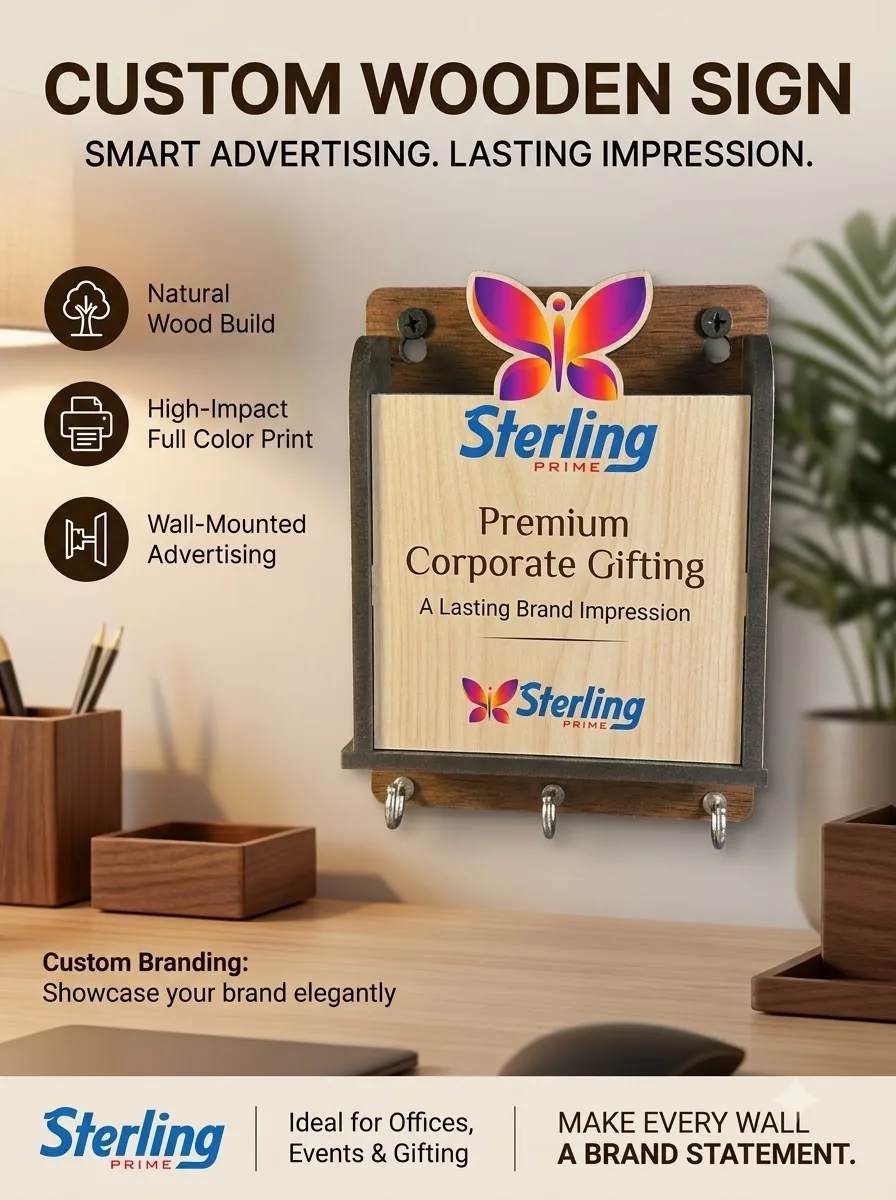 CUSTOM WOODEN SIGN
SMART ADVERTISING. LASTING IMPRESSION.
Natural
Wood Build
High-Impact
Full Color Print
Wall-Mounted
Advertising
Sterling
PRIME
Premium
Corporate Gifting
A Lasting Brand Impression
Sterling
PRIME
Custom Branding:
Showcase your brand elegantly
Sterling
PRIME
Ideal for Offices,
Events & Gifting
MAKE EVERY WALL
A BRAND STATEMENT.